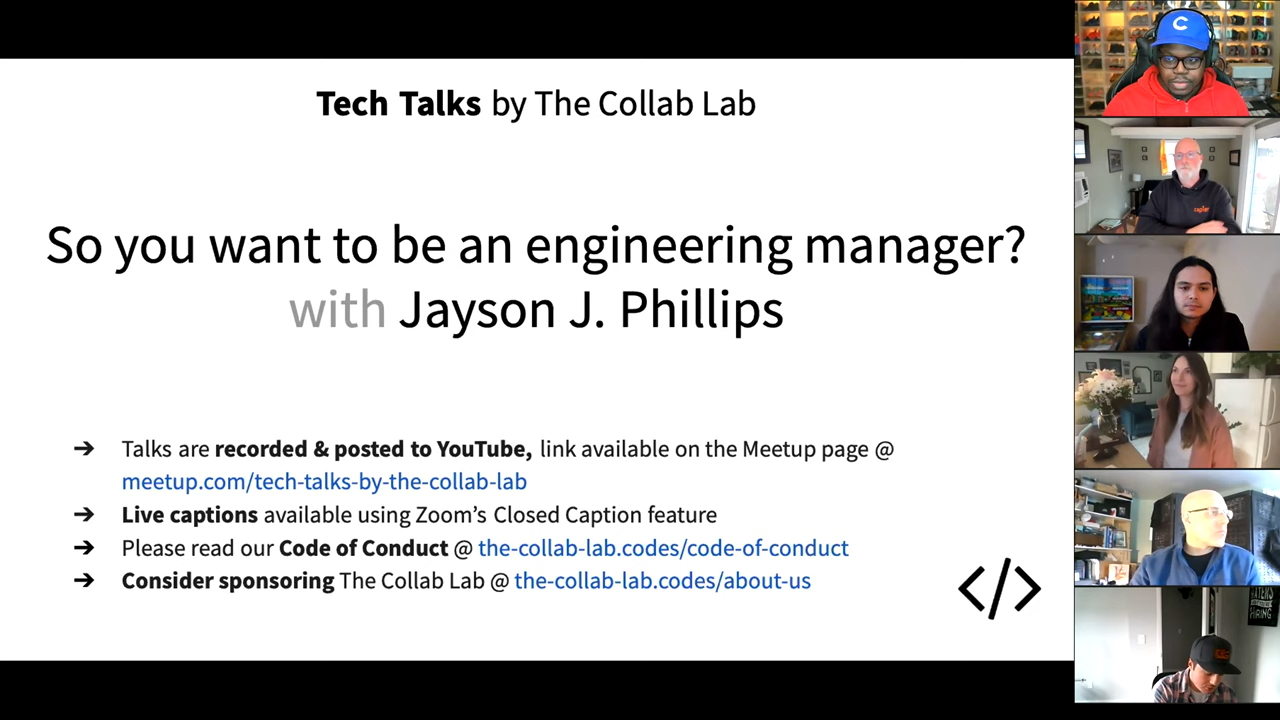 Tech Talks by The Collab Lab
So you want to be an engineering manager?
with Jayson J. Phillips
➔ Talks are recorded & posted to YouTube, link available on the Meetup page @
meetup.com/tech-talks-by-the-collab-lab
➔ Live captions available using Zoom's Closed Caption feature
➔ Please read our Code of Conduct @ the-collab-lab.codes/code-of-conduct
➔ Consider sponsoring The Collab Lab @ the-collab-lab.codes/about-us
</>
C
HIRING